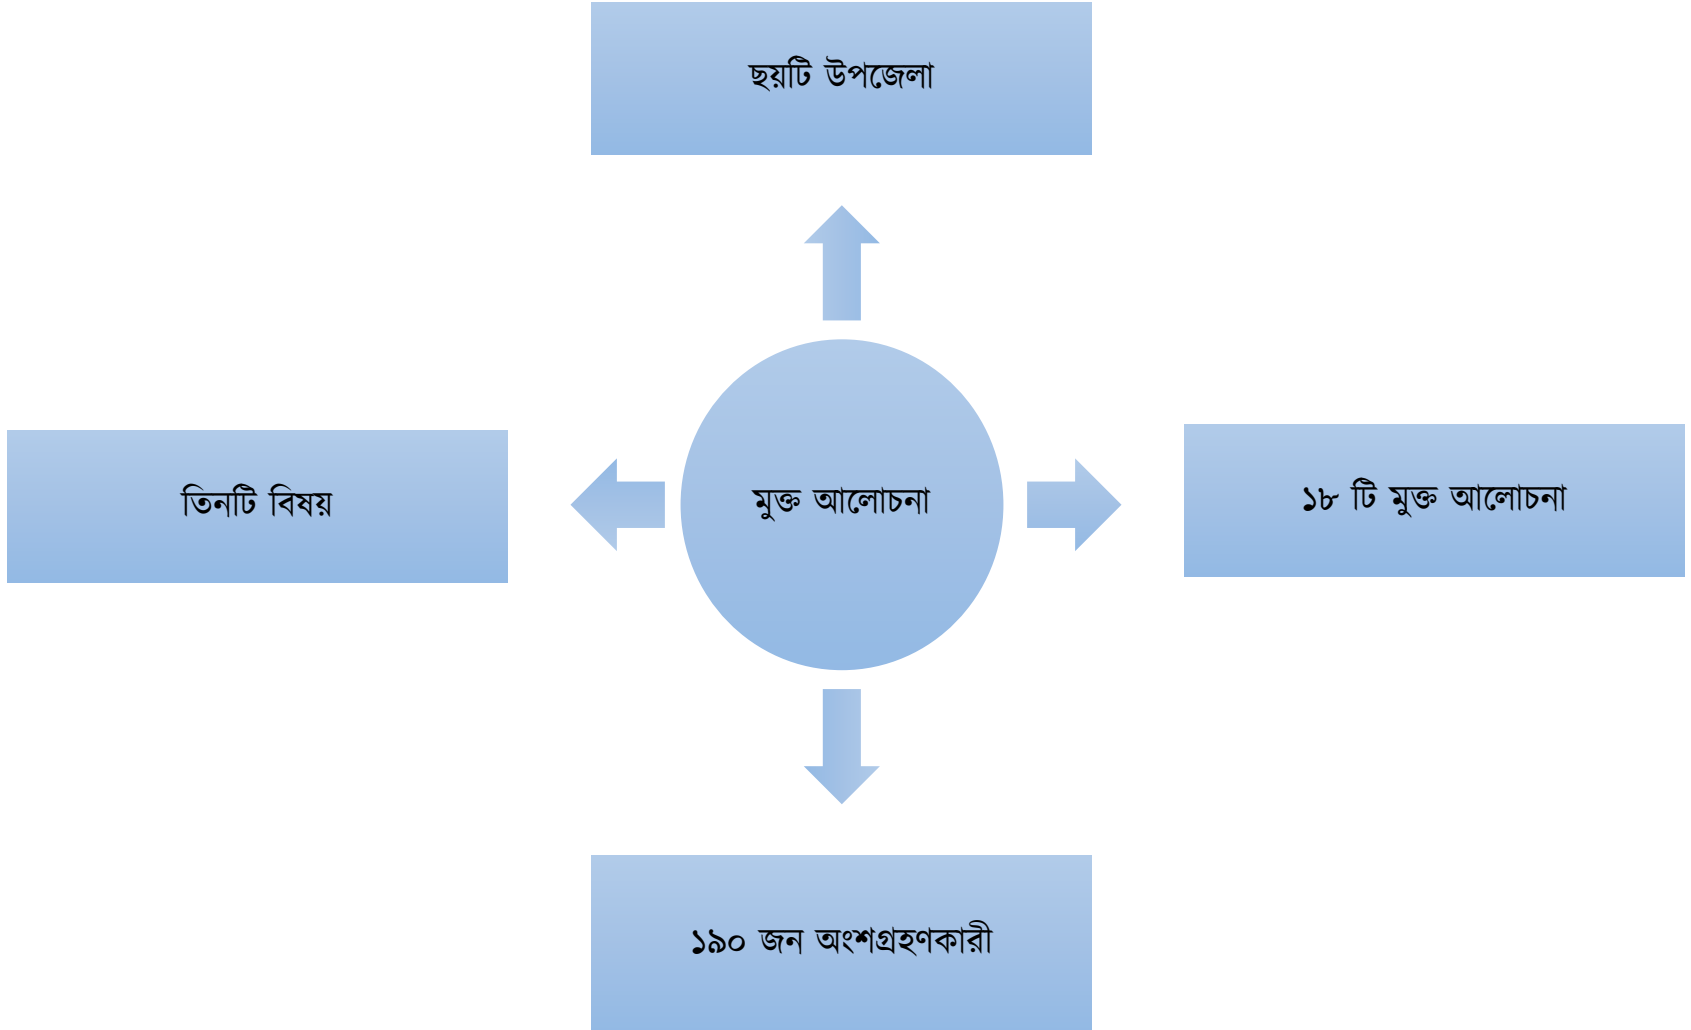 ছয়টি উপজেলা
তিনটি বিষয়
মুক্ত আলোচনা
১৮ টি মুক্ত আলোচনা
১৯০ জন অংশগ্রহণকারী